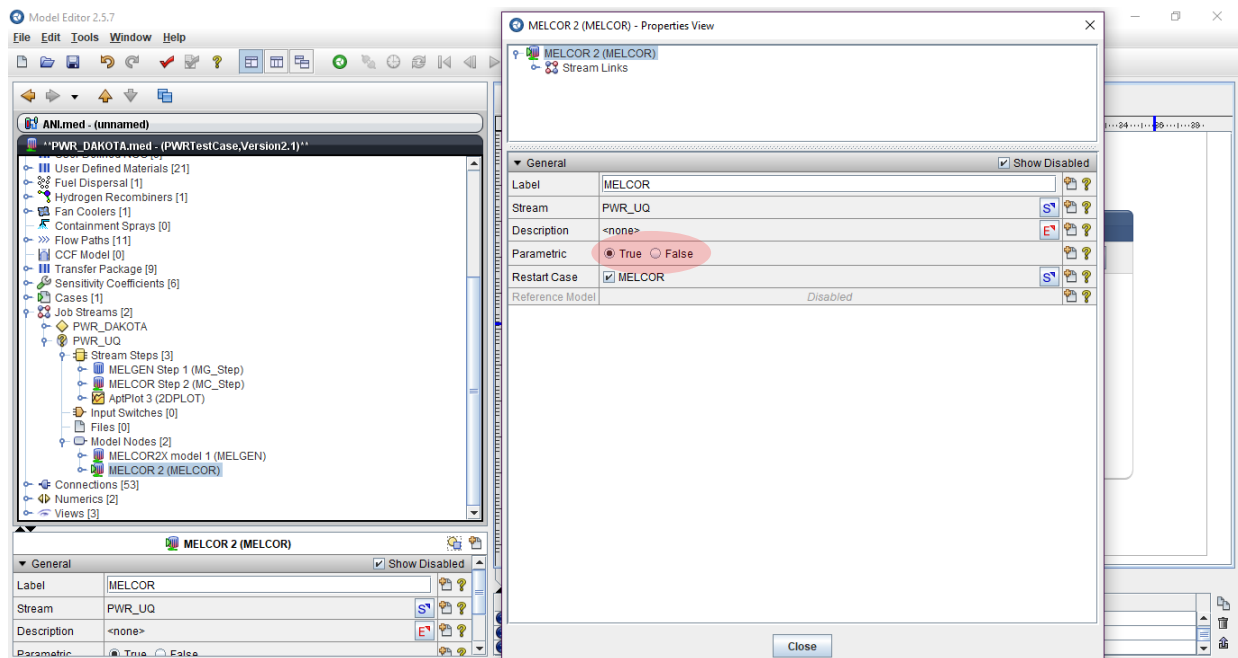 Model Editor 2.5.7
File Edit Tools Window Help
ANI.med - (unnamed)
**PWR_DAKOTA.med - (PWRTestCase,Version2.1)**
User Defined Materials [21]
Fuel Dispersal [1]
Hydrogen Recombiners [1]
Fan Coolers [1]
Containment Sprays [0]
Flow Paths [11]
CCF Model [0]
Transfer Package [9]
Sensitivity Coefficients [6]
Cases [1]
Job Streams [2]
PWR_DAKOTA
PWR_UQ
Stream Steps [3]
MELGEN Step 1 (MG_Step)
MELCOR Step 2 (MC_Step)
AptPlot 3 (2DPLOT)
Input Switches [0]
Files [0]
Model Nodes [2]
MELCOR2X model 1 (MELGEN)
MELCOR 2 (MELCOR)
Connections [53]
Numerics [2]
Views [3]
MELCOR 2 (MELCOR)
General Show Disabled
Label MELCOR
Stream PWR_UQ S
Description <none> E
Parametric True False
MELCOR 2 (MELCOR) - Properties View
MELCOR 2 (MELCOR)
Stream Links
General Show Disabled
Label MELCOR
Stream PWR_UQ S
Description <none> E
Parametric True False
Restart Case MELCOR S
Reference Model Disabled
Close